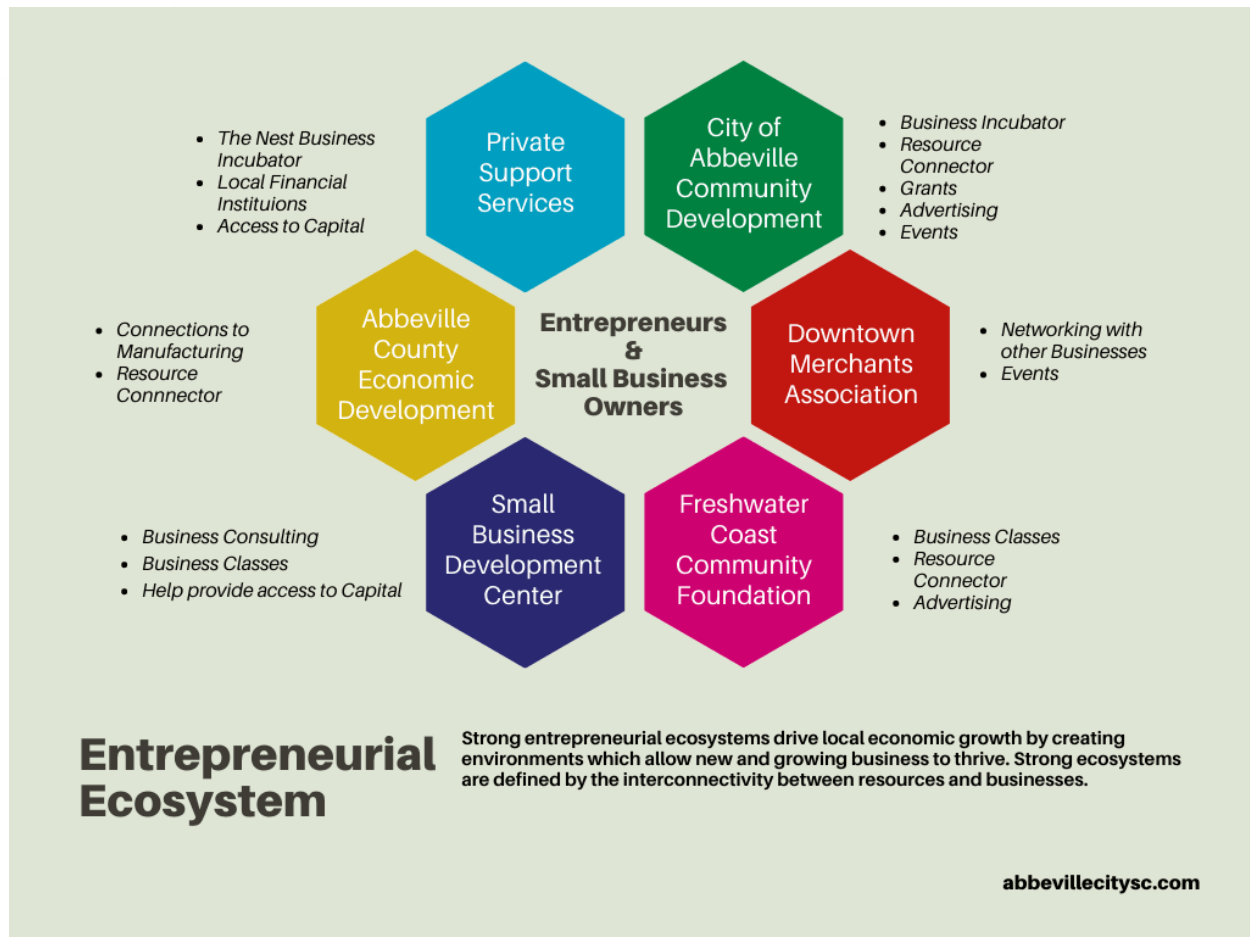 Private
Support
Services
• The Nest Business
Incubator
• Local Financial
Instituions
• Access to Capital
City of
Abbeville
Community
Development
• Business Incubator
• Resource
Connector
• Grants
• Advertising
• Events
Abbeville
County
Economic
Development
• Connections to
Manufacturing
• Resource
Connnector
Entrepreneurs
&
Small Business
Owners
Downtown
Merchants
Association
• Networking with
other Businesses
• Events
Small
Business
Development
Center
• Business Consulting
• Business Classes
• Help provide access to Capital
Freshwater
Coast
Community
Foundation
• Business Classes
• Resource
Connector
• Advertising
Entrepreneurial
Ecosystem
Strong entrepreneurial ecosystems drive local economic growth by creating
environments which allow new and growing business to thrive. Strong ecosystems
are defined by the interconnectivity between resources and businesses.
abbevillecitysc.com